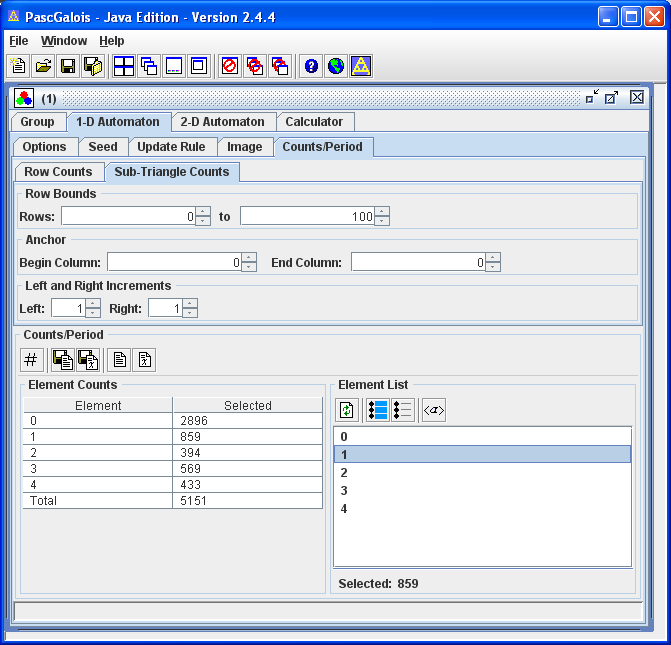 PascGalois - Java Edition - Version 2.4.4
File Window Help
(1)
Group 1-D Automaton 2-D Automaton Calculator
Options Seed Update Rule Image Counts/Period
Row Counts Sub-Triangle Counts
Row Bounds
Rows: 0 to 100
Anchor
Begin Column: 0 End Column: 0
Left and Right Increments
Left: 1 Right: 1
Counts/Period
#
Element Counts
Element Selected
0 2896
1 859
2 394
3 569
4 433
Total 5151
Element List
<a>
0
1
2
3
4
Selected: 859